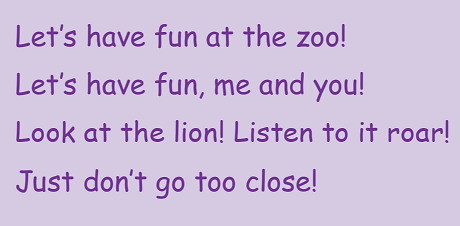 Let's have fun at the zoo!
Let's have fun, me and you!
Look at the lion! Listen to it roar!
Just don't go too close!